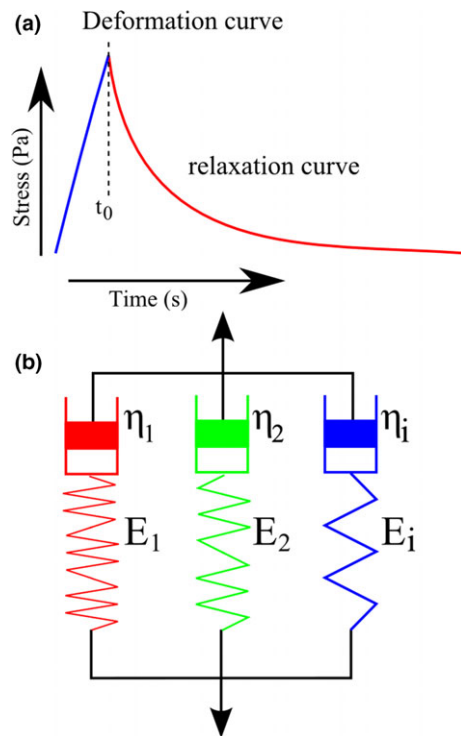 (a)
Deformation curve
Stress (Pa)
relaxation curve
t0
Time (s)
(b)
η1
η2
ηi
E1
E2
Ei